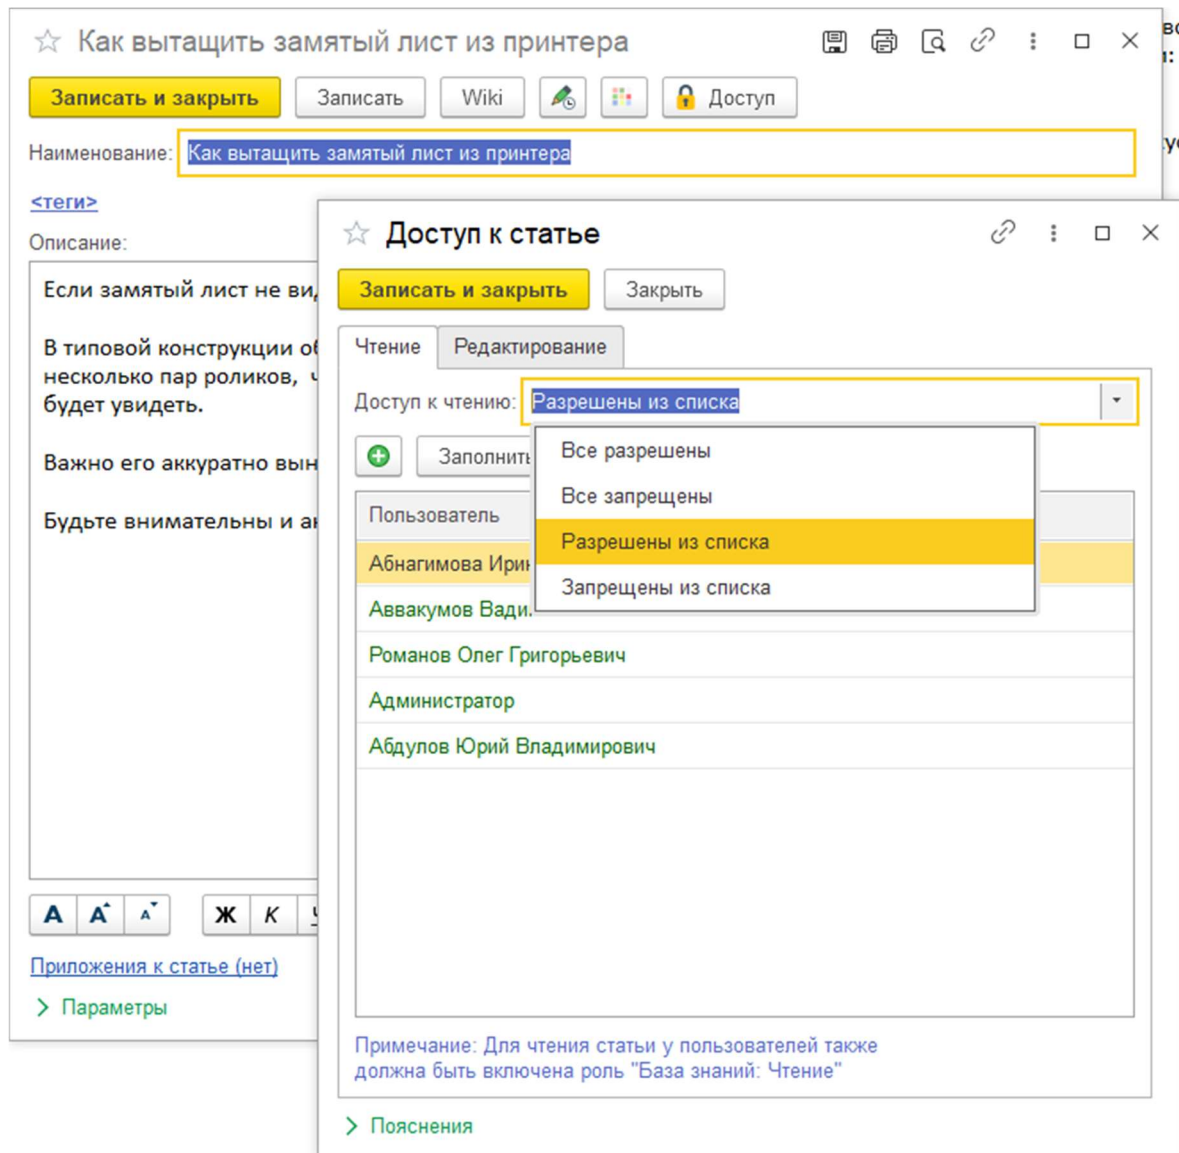 Как вытащить замятый лист из принтера
Записать и закрыть Записать Wiki Доступ
Наименование: Как вытащить замятый лист из принтера
<теги>
Описание:
Если замятый лист не
В типовой конструкции
несколько пар роликов,
будет увидеть.
Важно его аккуратно
Будьте внимательны и
Ж К
Приложения к статье (нет)
Параметры
Доступ к статье
Записать и закрыть Закрыть
Чтение Редактирование
Доступ к чтению: Разрешены из списка
Заполнить
Все разрешены
Все запрещены
Разрешены из списка
Запрещены из списка
Пользователь
Абнагимова
Аввакумов
Романов Олег Григорьевич
Администратор
Абдулов Юрий Владимирович
Примечание: Для чтения статьи у пользователей также
должна быть включена роль "База знаний: Чтение"
Пояснения